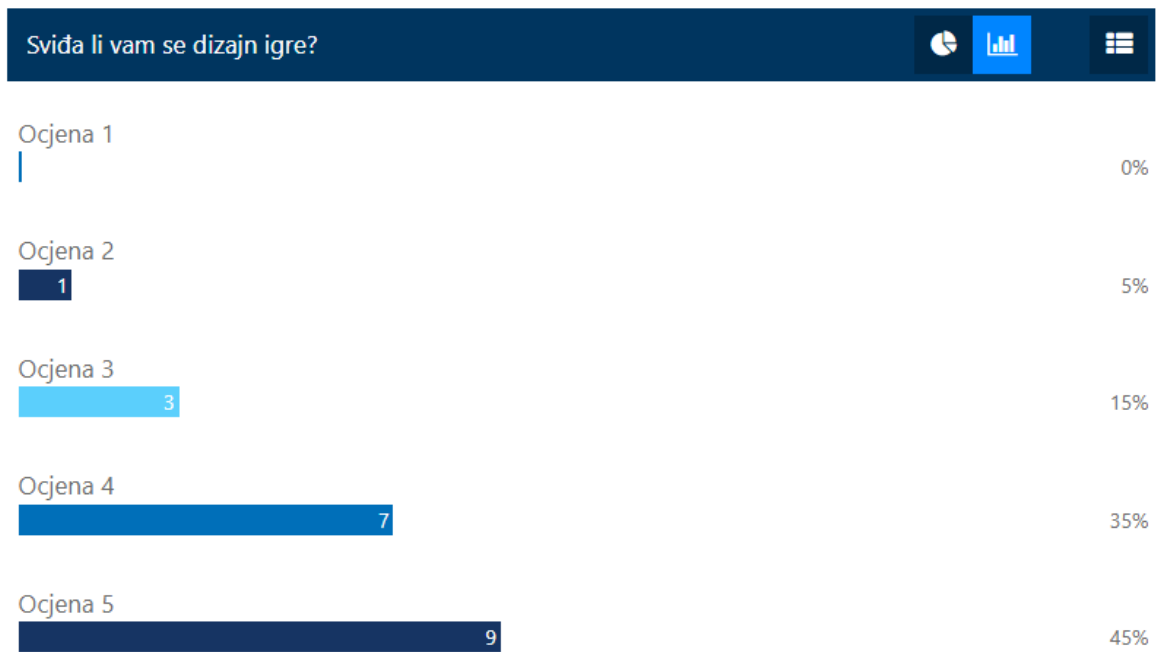 Sviđa li vam se dizajn igre?
Ocjena 1
0%
Ocjena 2
1 5%
Ocjena 3
3 15%
Ocjena 4
7 35%
Ocjena 5
9 45%